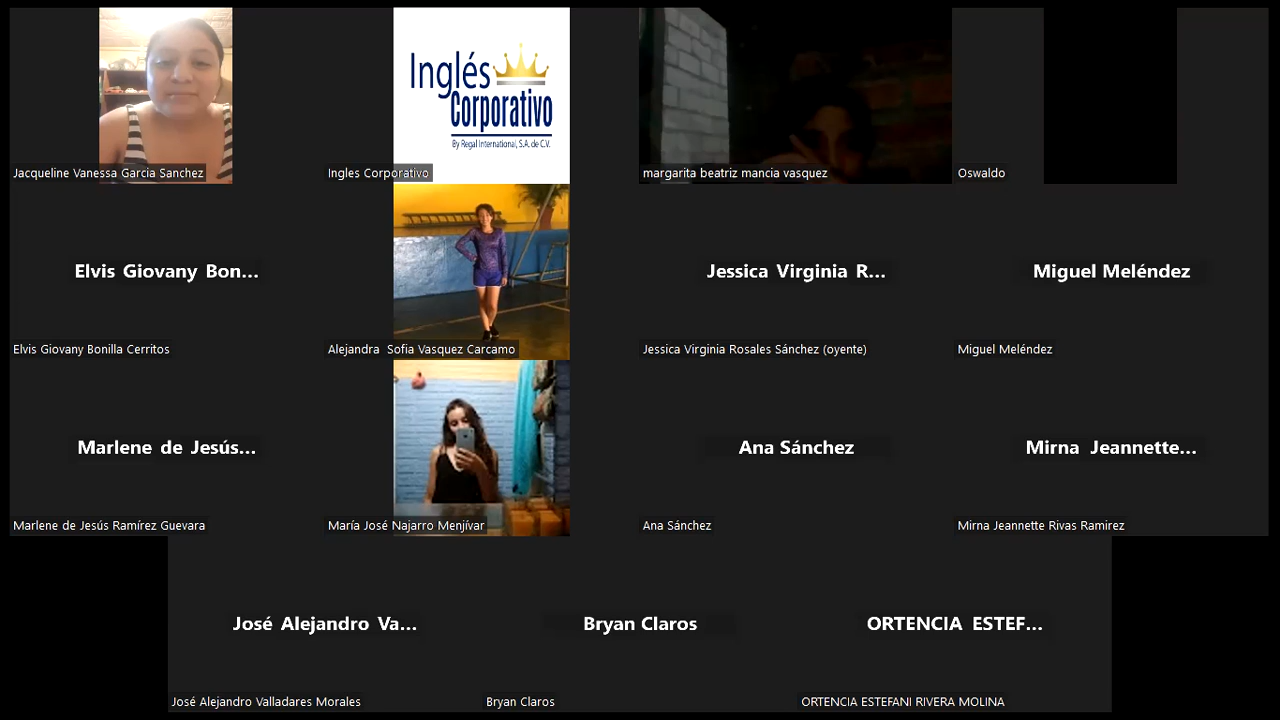 Inglés
Corporativo
By Regal International, S.A. de C.V.
Jacqueline Vanessa Garcia Sanchez
Ingles Corporativo
margarita beatriz mancia vasquez
Oswaldo
Elvis Giovany Bon...
Jessica Virginia R...
Miguel Meléndez
Elvis Giovany Bonilla Cerritos
Alejandra Sofia Vasquez Carcamo
Jessica Virginia Rosales Sánchez (oyente)
Miguel Meléndez
Marlene de Jesús...
Ana Sánchez
Mirna Jeannette...
Marlene de Jesús Ramírez Guevara
María José Najarro Menjívar
Ana Sánchez
Mirna Jeannette Rivas Ramirez
José Alejandro Va...
Bryan Claros
ORTENCIA ESTEF...
José Alejandro Valladares Morales
Bryan Claros
ORTENCIA ESTEFANI RIVERA MOLINA